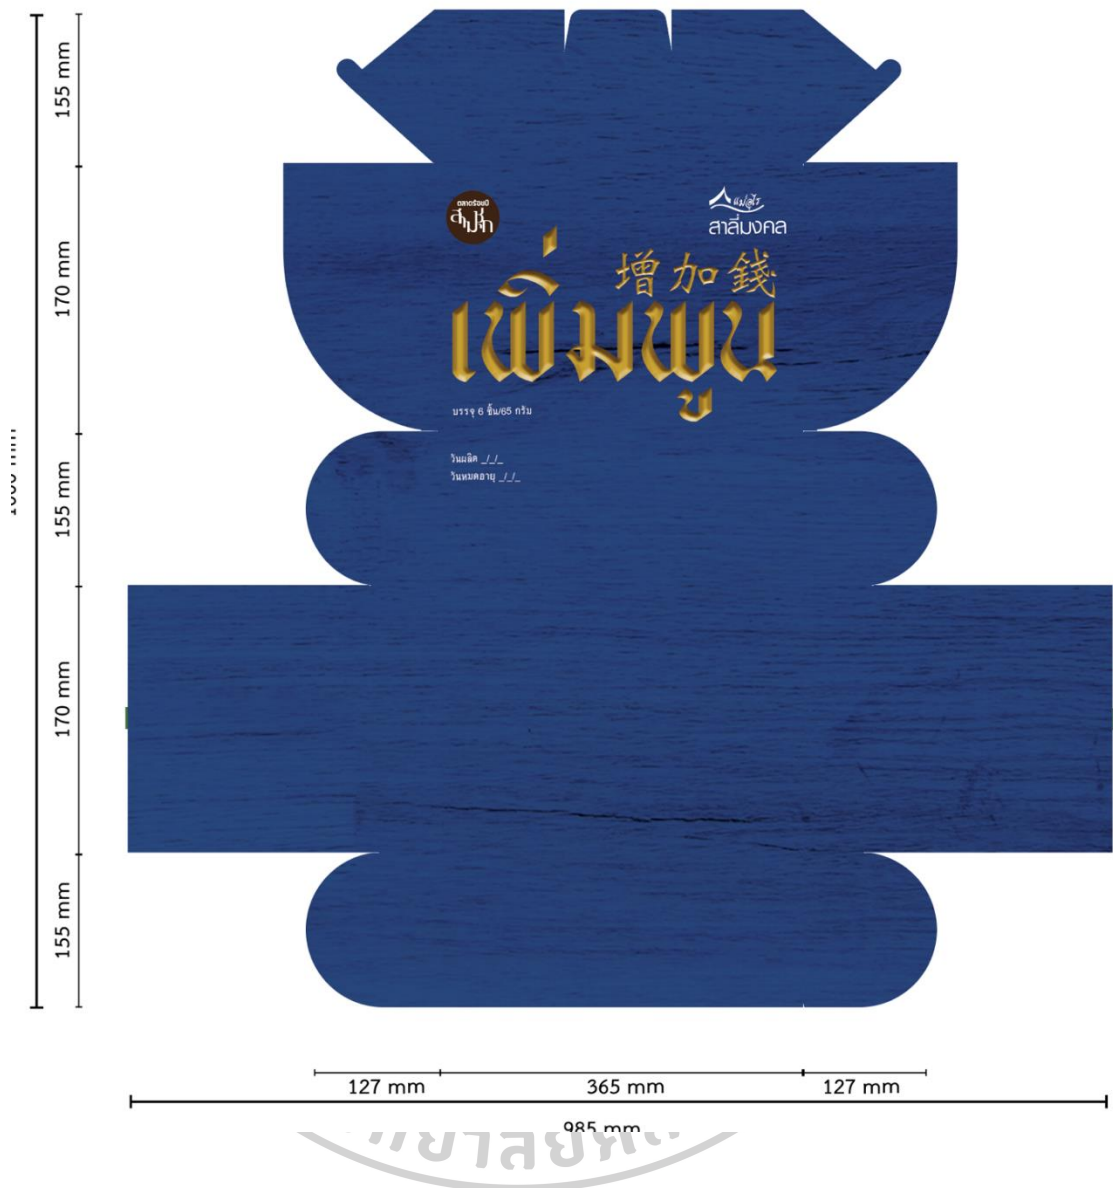 155 mm
170 mm
155 mm
170 mm
155 mm
ตลาดร้อยปี
สามชุก
แม่อุไร
สาลี่มงคล
增加錢
เพิ่มพูน
บรรจุ 6 ชิ้น/65 กรัม
วันผลิต _/_/_
วันหมดอายุ _/_/_
127 mm 365 mm 127 mm
985 mm